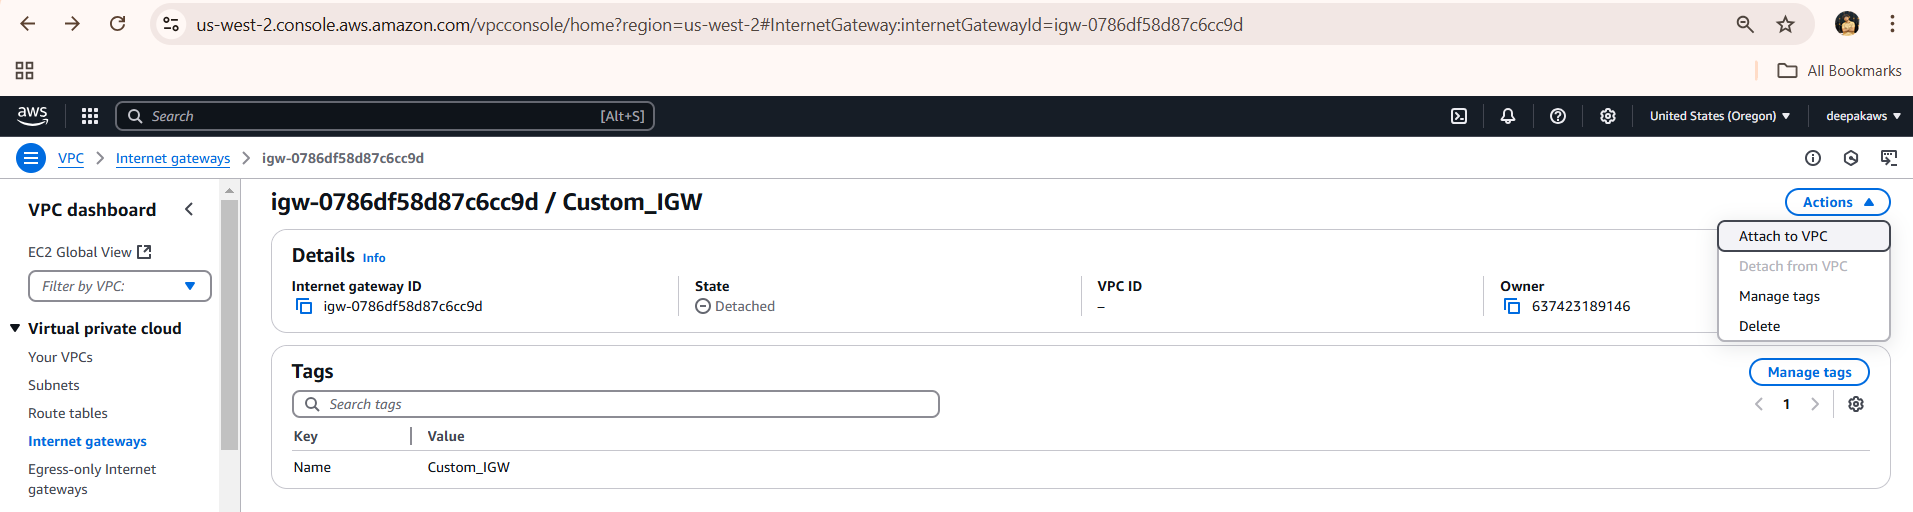 us-west-2.console.aws.amazon.com/vpcconsole/home?region=us-west-2#InternetGateway:internetGatewayId=igw-0786df58d87c6cc9d
All Bookmarks
aws
Search [Alt+S]
United States (Oregon)
deepakaws
VPC
Internet gateways
igw-0786df58d87c6cc9d
VPC dashboard
EC2 Global View
Filter by VPC:
Virtual private cloud
Your VPCs
Subnets
Route tables
Internet gateways
Egress-only Internet
gateways
igw-0786df58d87c6cc9d / Custom_IGW
Actions
Attach to VPC
Detach from VPC
Manage tags
Delete
Details Info
Internet gateway ID
igw-0786df58d87c6cc9d
State
Detached
VPC ID
–
Owner
637423189146
Tags
Manage tags
Search tags
1
Key Value
Name Custom_IGW